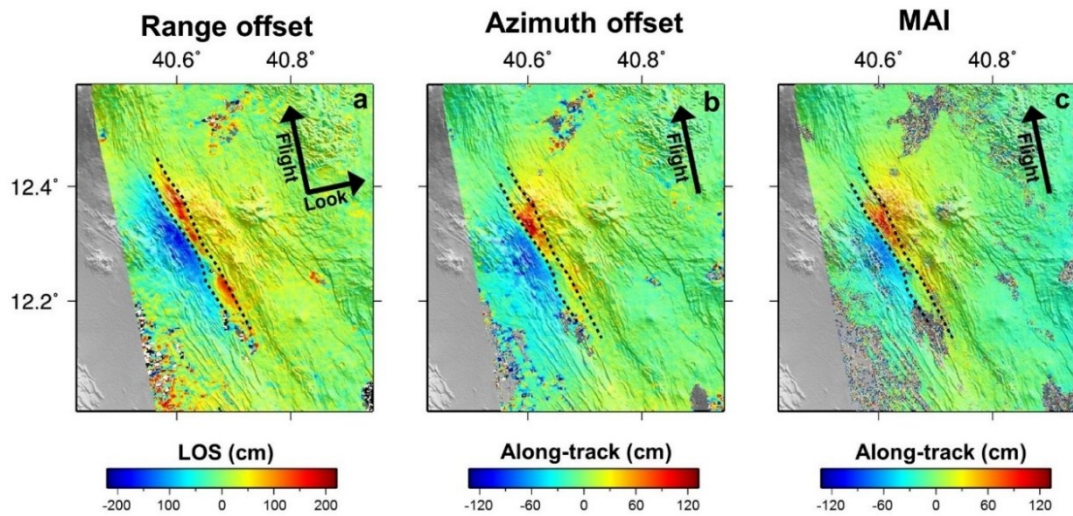 Range offset
Azimuth offset
MAI
40.6° 40.8°
40.6° 40.8°
40.6° 40.8°
a
b
c
Flight
Look
Flight
Flight
12.4°
12.2°
LOS (cm)
Along-track (cm)
Along-track (cm)
-200 100 0 100 200
-120 -60 0 60 120
-120 -60 0 60 120